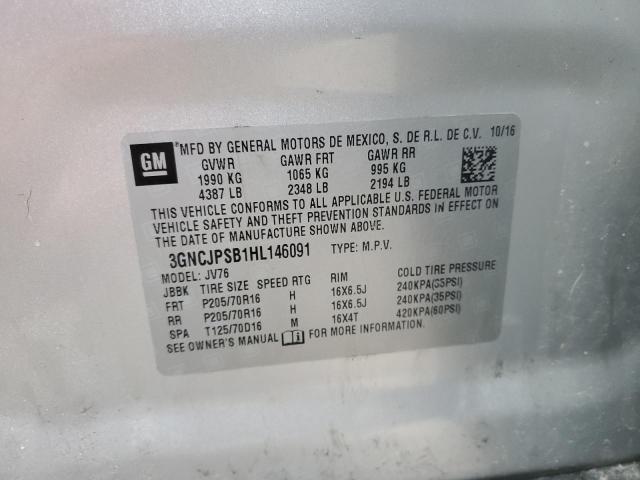 GM
MFD BY GENERAL MOTORS DE MEXICO, S. DE R.L. DE C.V. 10/16
GVWR GAWR FRT GAWR RR
1990 KG 1065 KG 995 KG
4387 LB 2348 LB 2194 LB
THIS VEHICLE CONFORMS TO ALL APPLICABLE U.S. FEDERAL MOTOR
VEHICLE SAFETY AND THEFT PREVENTION STANDARDS IN EFFECT ON
THE DATE OF MANUFACTURE SHOWN ABOVE.
3GNCJPSB1HL146091 TYPE: M.P.V.
MODEL: JV76
JBBK TIRE SIZE SPEED RTG RIM COLD TIRE PRESSURE
FRT P205/70R16 H 16X6.5J 240KPA(35PSI)
RR P205/70R16 H 16X6.5J 240KPA(35PSI)
SPA T125/70D16 M 16X4T 420KPA(60PSI)
SEE OWNER'S MANUAL FOR MORE INFORMATION.